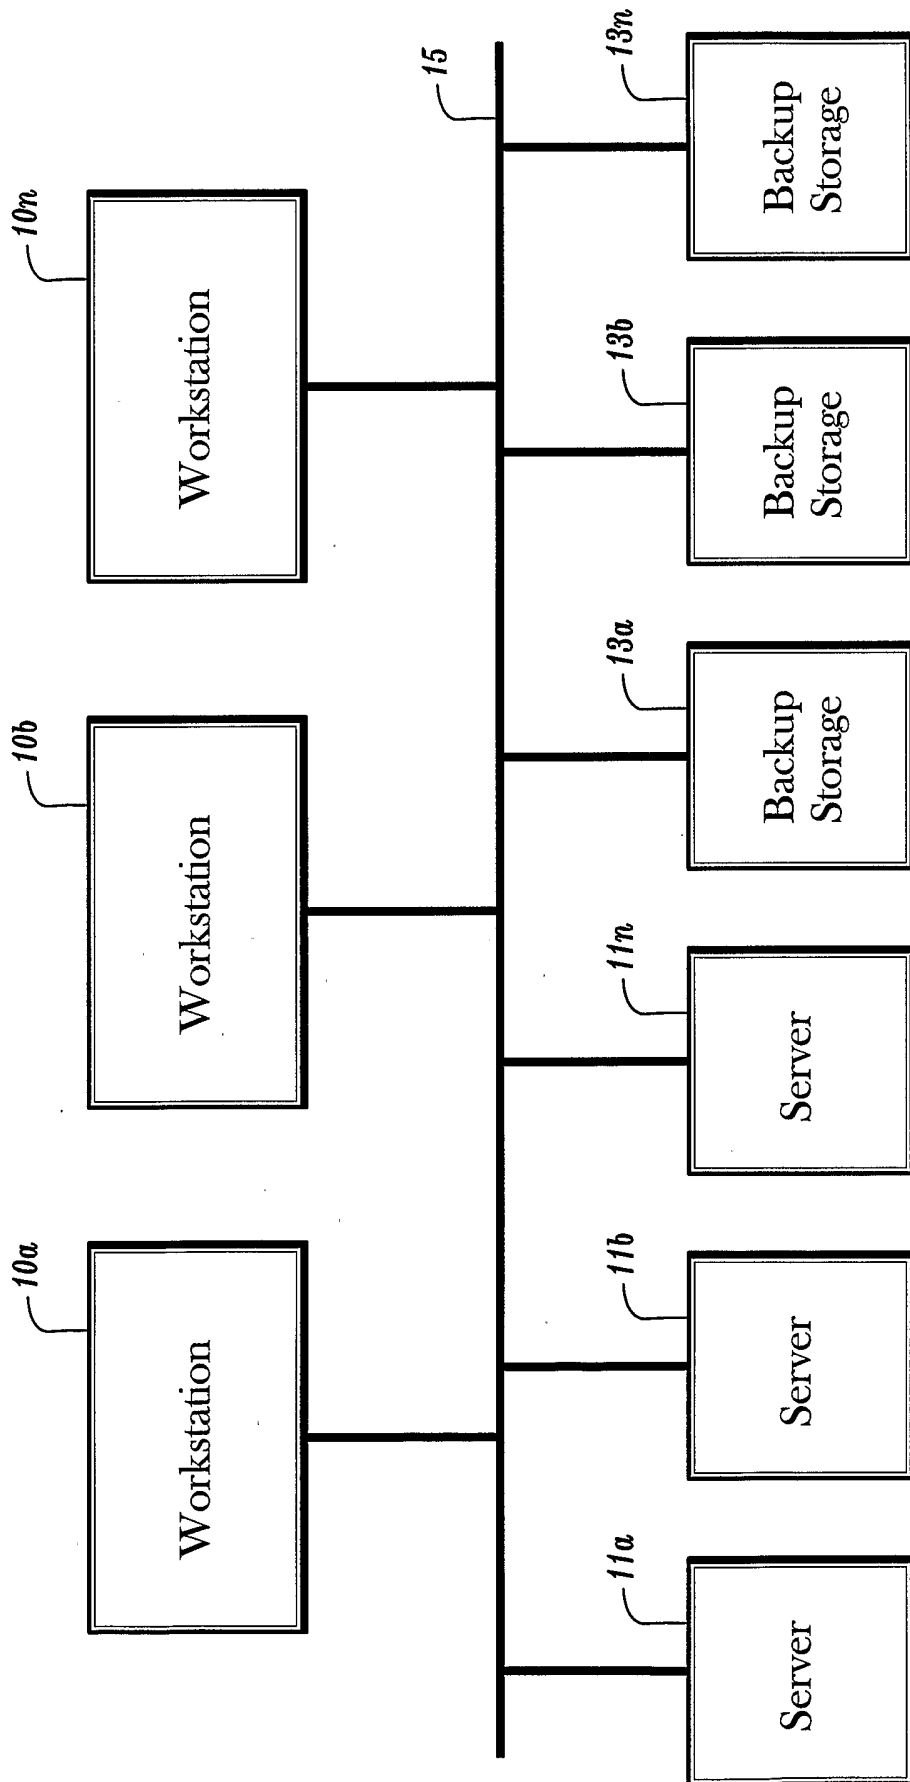 10a
10b
10n
Workstation
Workstation
Workstation
15
11a
11b
11n
13a
13b
13n
Server
Server
Server
Backup
Storage
Backup
Storage
Backup
Storage